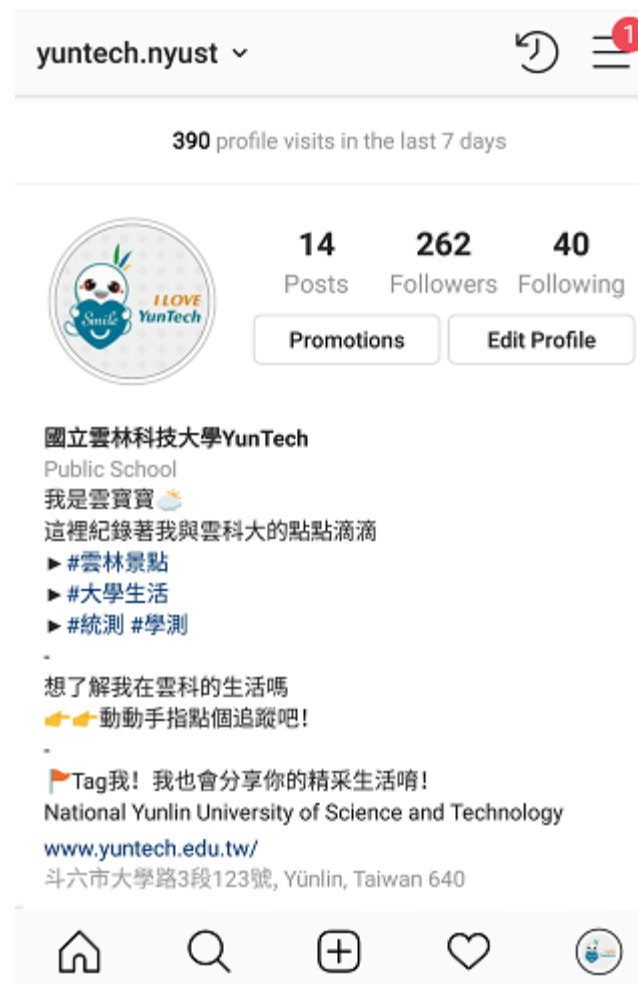 yuntech.nyust
1
390 profile visits in the last 7 days
14 262 40
Posts Followers Following
I LOVE
YunTech
Smile
Promotions Edit Profile
國立雲林科技大學YunTech
Public School
我是雲寶寶🌥️
這裡紀錄著我與雲科大的點點滴滴
►#雲林景點
►#大學生活
►#統測 #學測
-
想了解我在雲科的生活嗎
👉👉動動手指點個追蹤吧!
-
🚩Tag我!我也會分享你的精采生活唷!
National Yunlin University of Science and Technology
www.yuntech.edu.tw/
斗六市大學路3段123號, Yünlin, Taiwan 640